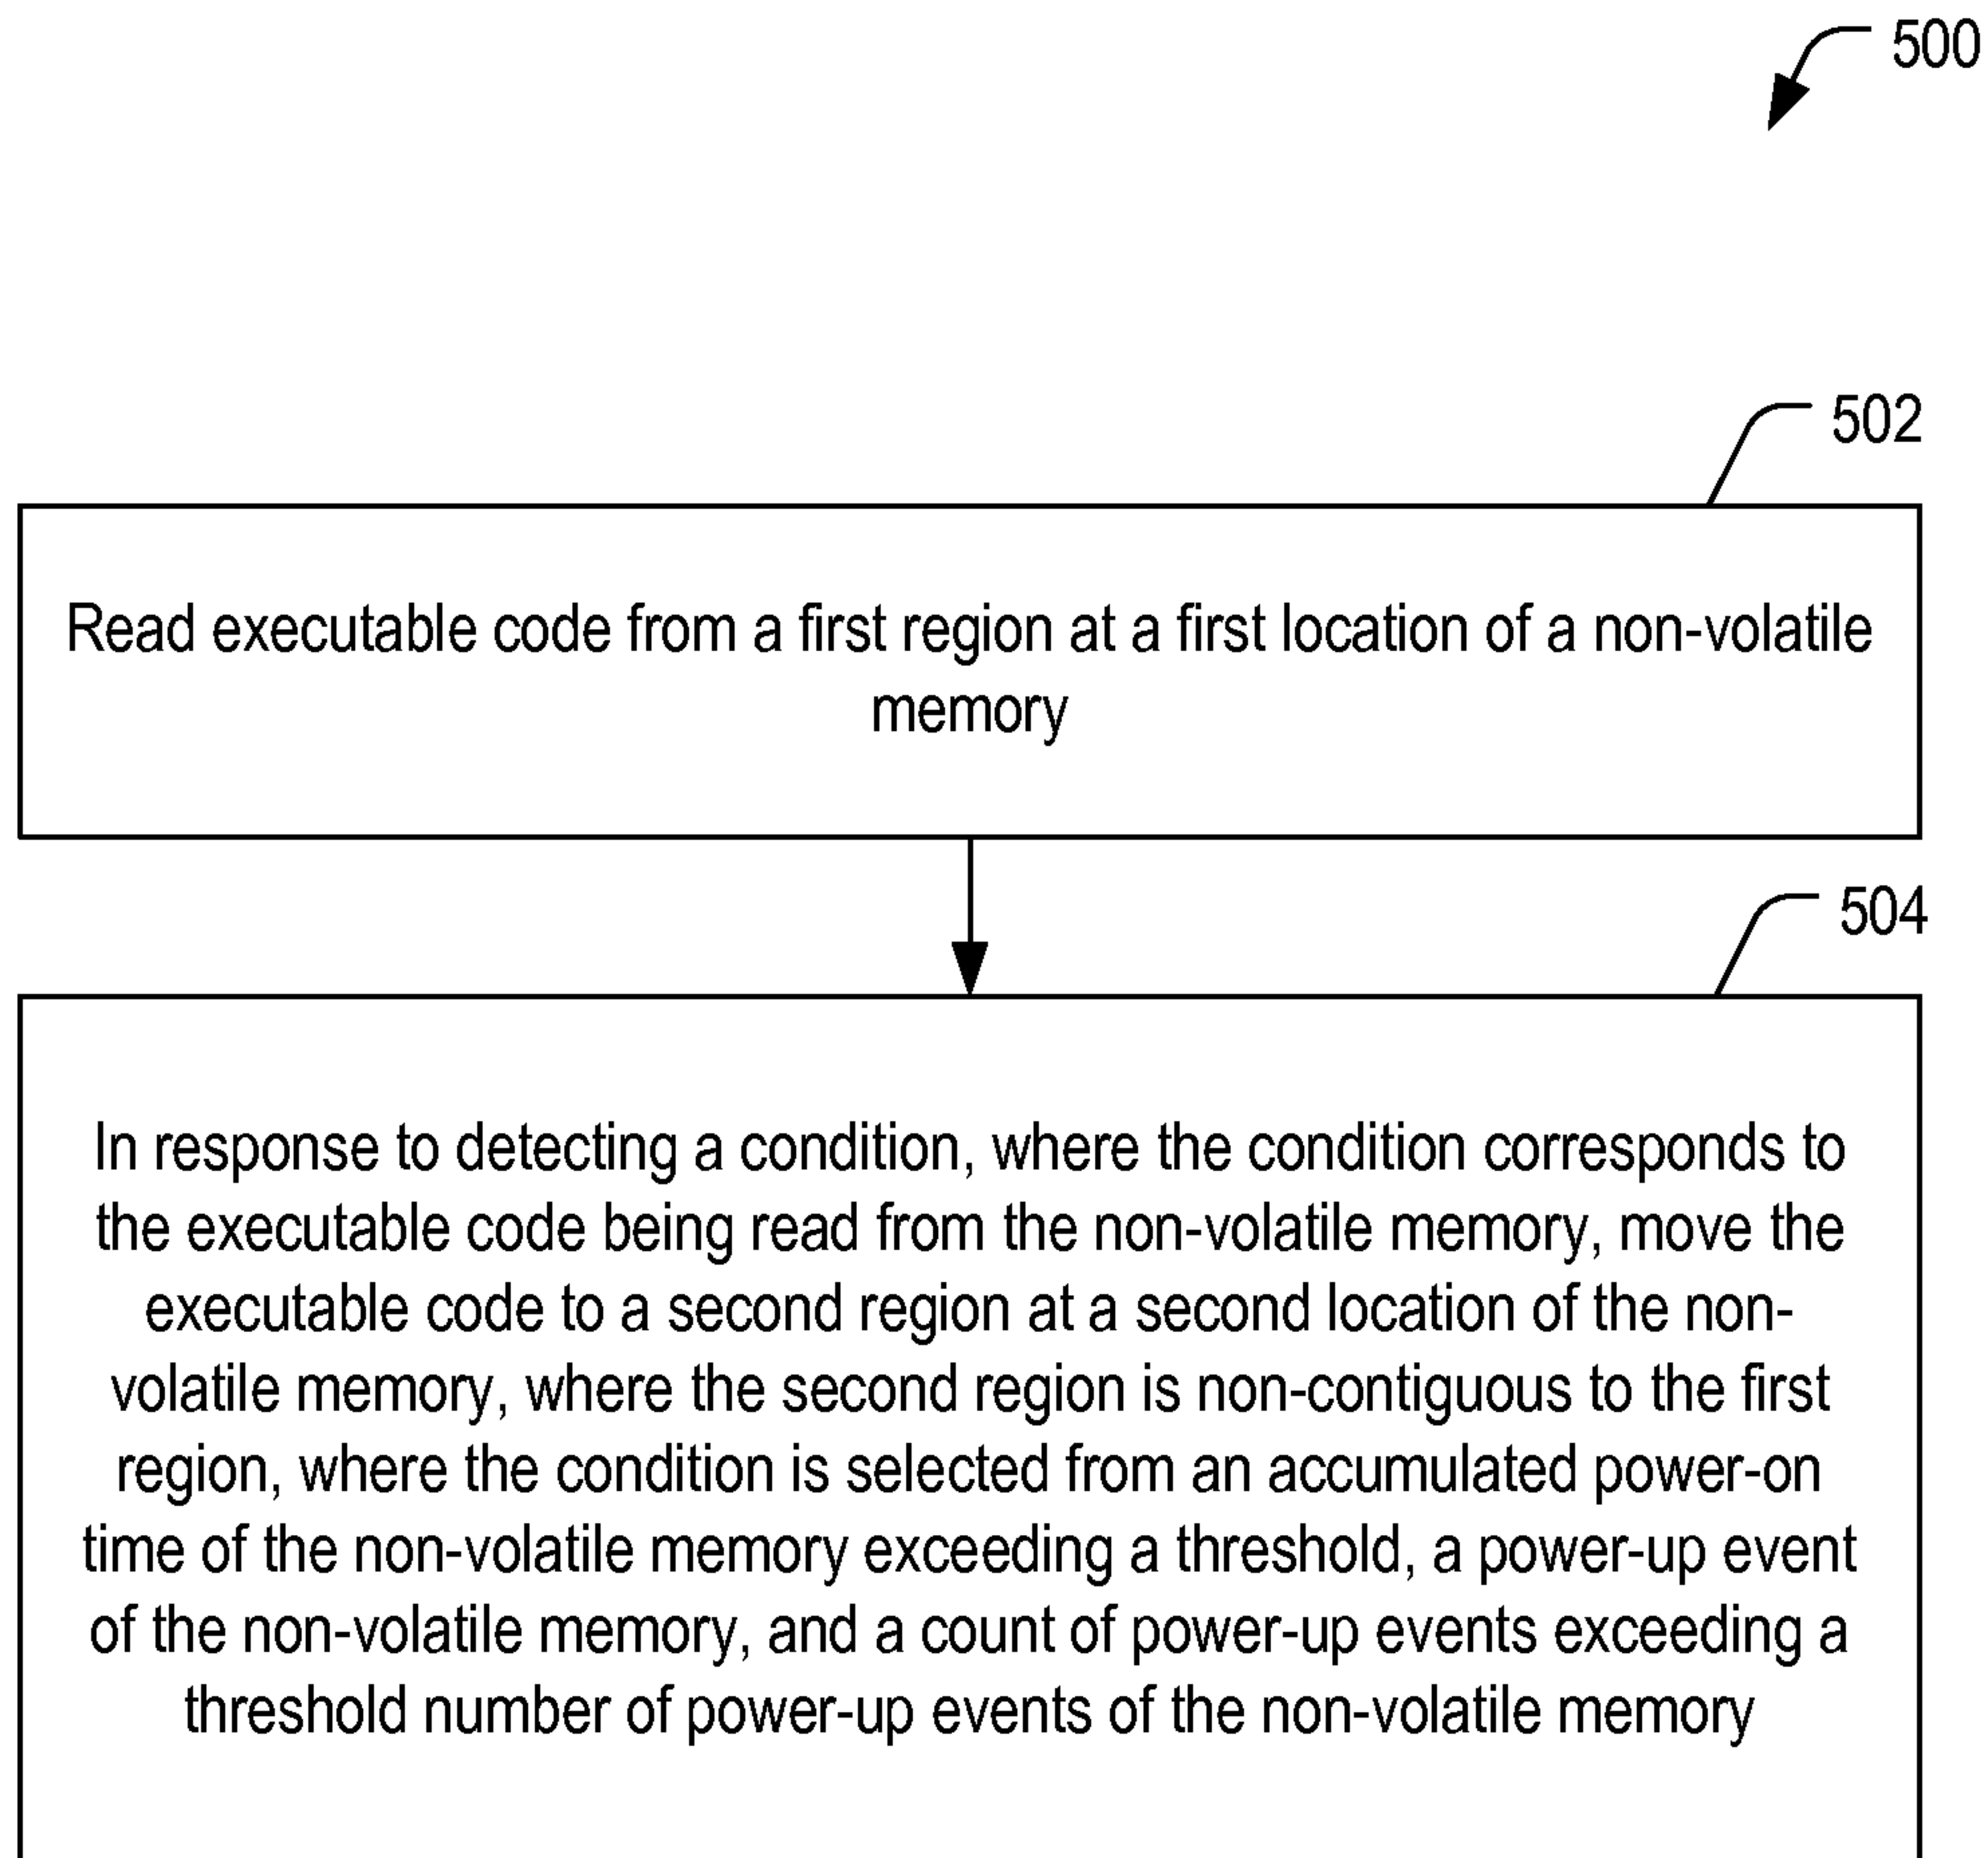 500
502
Read executable code from a first region at a first location of a non-volatile
memory
504
In response to detecting a condition, where the condition corresponds to
the executable code being read from the non-volatile memory, move the
executable code to a second region at a second location of the non-
volatile memory, where the second region is non-contiguous to the first
region, where the condition is selected from an accumulated power-on
time of the non-volatile memory exceeding a threshold, a power-up event
of the non-volatile memory, and a count of power-up events exceeding a
threshold number of power-up events of the non-volatile memory